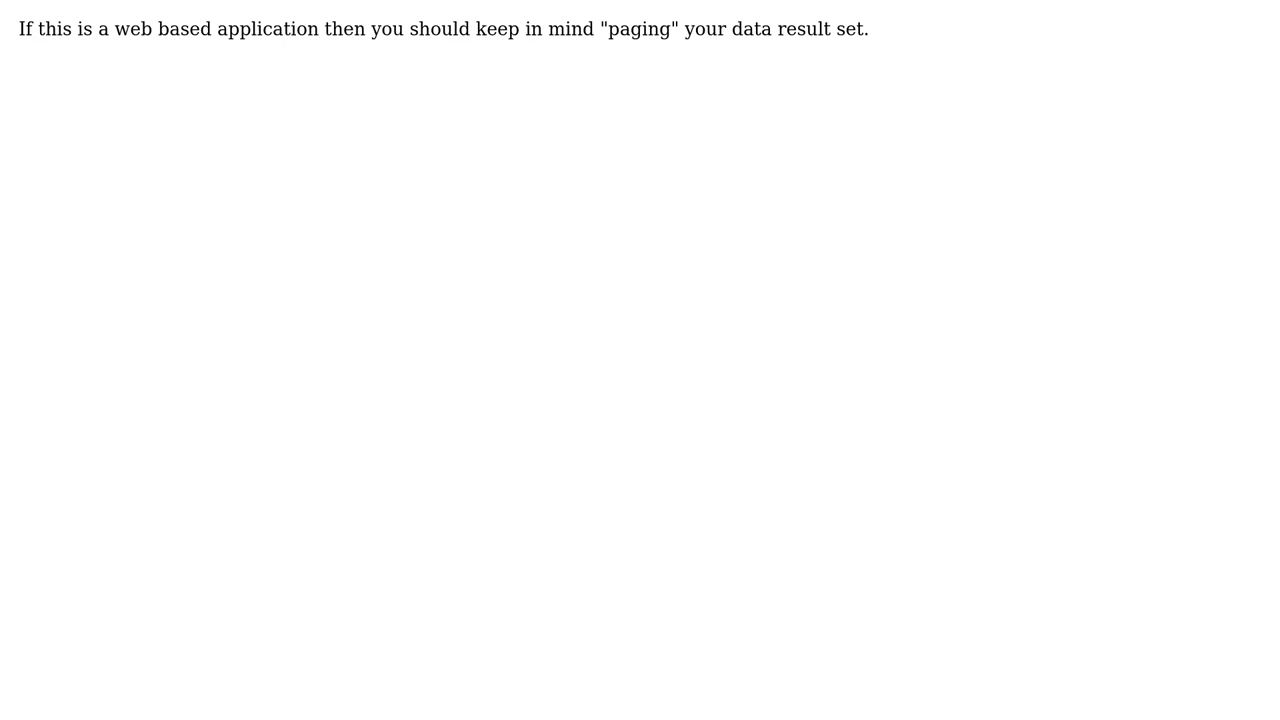 If this is a web based application then you should keep in mind "paging" your data result set.